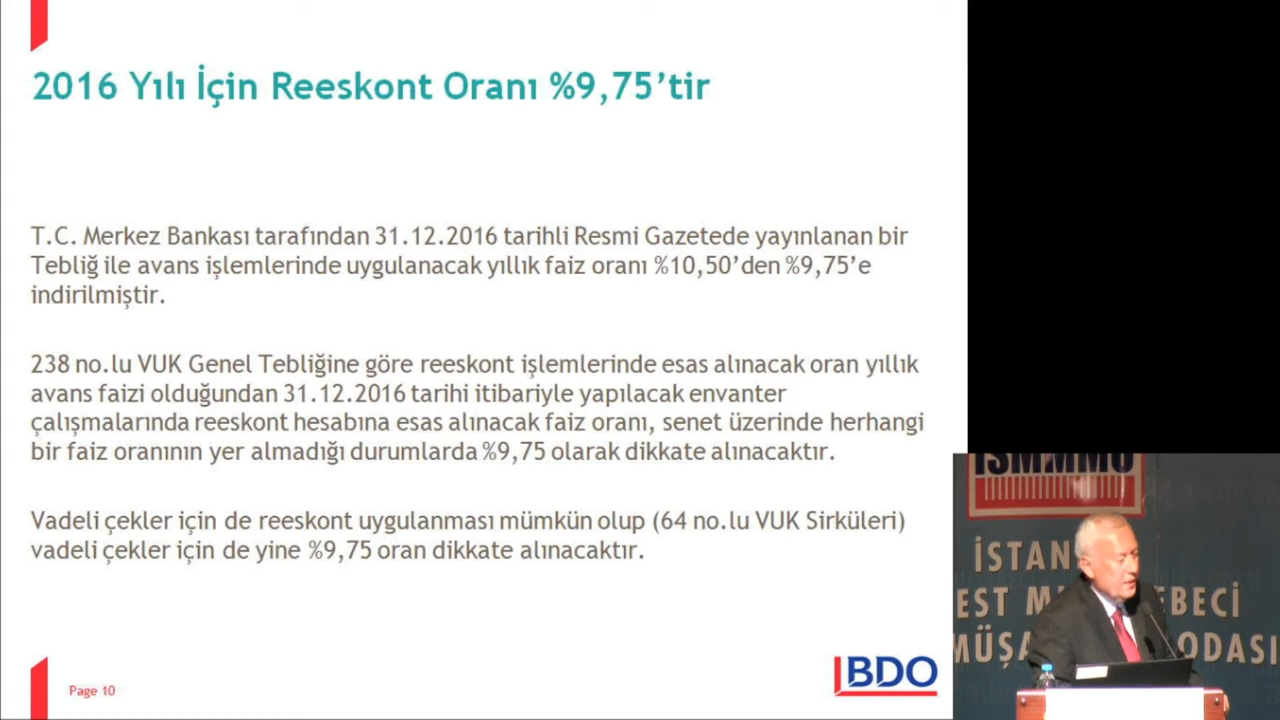 2016 Yılı İçin Reeskont Oranı %9,75’tir
T.C. Merkez Bankası tarafından 31.12.2016 tarihli Resmi Gazetede yayınlanan bir
Tebliğ ile avans işlemlerinde uygulanacak yıllık faiz oranı %10,50’den %9,75’e
indirilmiştir.
238 no.lu VUK Genel Tebliğine göre reeskont işlemlerinde esas alınacak oran yıllık
avans faizi olduğundan 31.12.2016 tarihi itibariyle yapılacak envanter
çalışmalarında reeskont hesabına esas alınacak faiz oranı, senet üzerinde herhangi
bir faiz oranının yer almadığı durumlarda %9,75 olarak dikkate alınacaktır.
Vadeli çekler için de reeskont uygulanması mümkün olup (64 no.lu VUK Sirküleri)
vadeli çekler için de yine %9,75 oran dikkate alınacaktır.
Page 10
BDO
İSMMMO
İSTAN
EST M EBECİ
MÜŞA ODASI